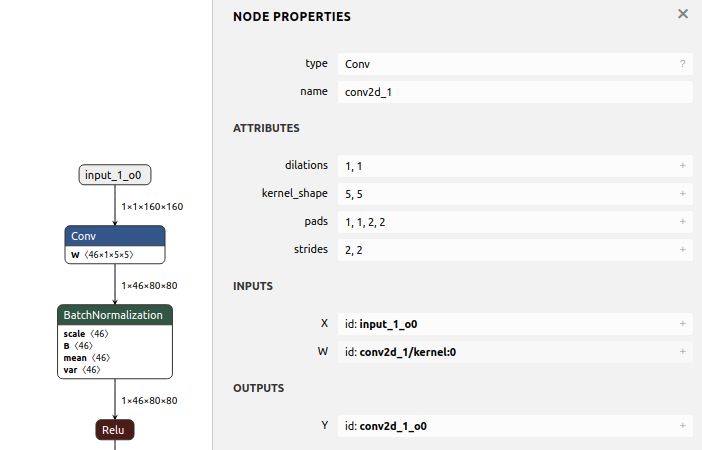 input_1_o0
1×1×160×160
Conv
W ⟨46×1×5×5⟩
1×46×80×80
BatchNormalization
scale ⟨46⟩
B ⟨46⟩
mean ⟨46⟩
var ⟨46⟩
1×46×80×80
Relu
NODE PROPERTIES ×
type Conv ?
name conv2d_1
ATTRIBUTES
dilations 1, 1 +
kernel_shape 5, 5 +
pads 1, 1, 2, 2 +
strides 2, 2 +
INPUTS
X id: input_1_o0 +
W id: conv2d_1/kernel:0 +
OUTPUTS
Y id: conv2d_1_o0 +